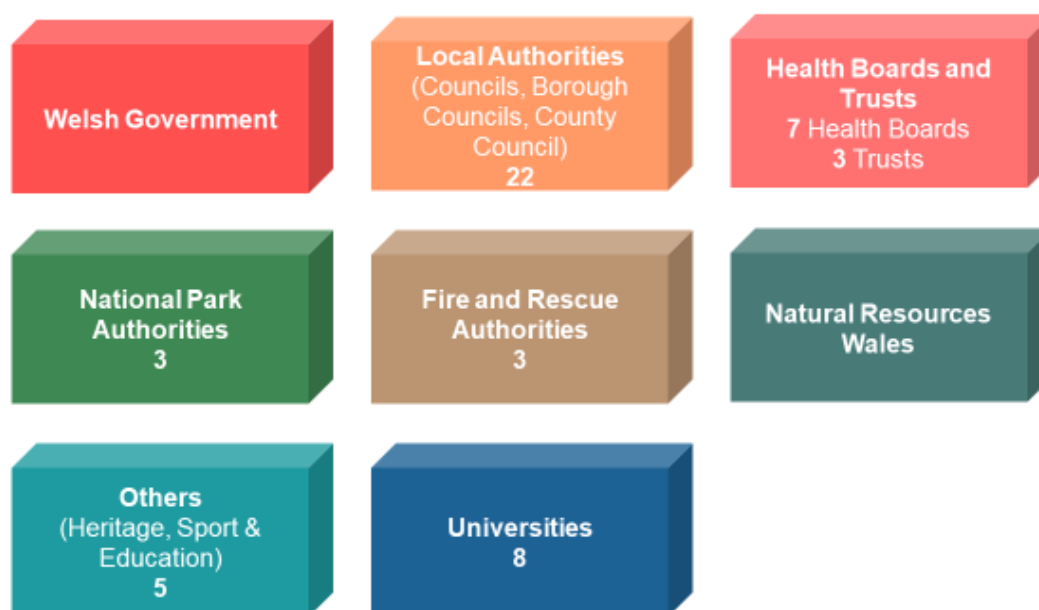 Welsh Government
Local Authorities
(Councils, Borough
Councils, County
Council)
22
Health Boards and
Trusts
7 Health Boards
3 Trusts
National Park
Authorities
3
Fire and Rescue
Authorities
3
Natural Resources
Wales
Others
(Heritage, Sport &
Education)
5
Universities
8